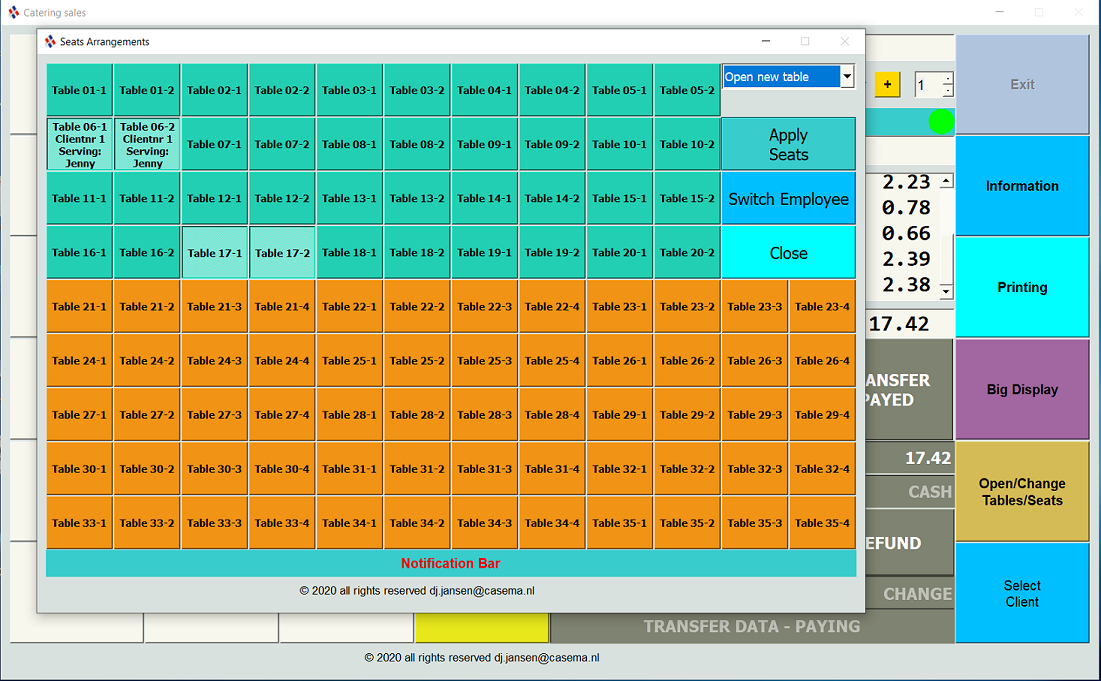 Catering sales
Seats Arrangements
Table 01-1 Table 01-2 Table 02-1 Table 02-2 Table 03-1 Table 03-2 Table 04-1 Table 04-2 Table 05-1 Table 05-2 Open new table
Table 06-1 Clientnr 1 Serving: Jenny
Table 06-2 Clientnr 1 Serving: Jenny
Table 07-1 Table 07-2 Table 08-1 Table 08-2 Table 09-1 Table 09-2 Table 10-1 Table 10-2
Apply
Seats
Table 11-1 Table 11-2 Table 12-1 Table 12-2 Table 13-1 Table 13-2 Table 14-1 Table 14-2 Table 15-1 Table 15-2 Switch Employee
Table 16-1 Table 16-2 Table 17-1 Table 17-2 Table 18-1 Table 18-2 Table 19-1 Table 19-2 Table 20-1 Table 20-2 Close
Table 21-1 Table 21-2 Table 21-3 Table 21-4 Table 22-1 Table 22-2 Table 22-3 Table 22-4 Table 23-1 Table 23-2 Table 23-3 Table 23-4
Table 24-1 Table 24-2 Table 24-3 Table 24-4 Table 25-1 Table 25-2 Table 25-3 Table 25-4 Table 26-1 Table 26-2 Table 26-3 Table 26-4
Table 27-1 Table 27-2 Table 27-3 Table 27-4 Table 28-1 Table 28-2 Table 28-3 Table 28-4 Table 29-1 Table 29-2 Table 29-3 Table 29-4
Table 30-1 Table 30-2 Table 30-3 Table 30-4 Table 31-1 Table 31-2 Table 31-3 Table 31-4 Table 32-1 Table 32-2 Table 32-3 Table 32-4
Table 33-1 Table 33-2 Table 33-3 Table 33-4 Table 34-1 Table 34-2 Table 34-3 Table 34-4 Table 35-1 Table 35-2 Table 35-3 Table 35-4
Notification Bar
© 2020 all rights reserved dj.jansen@casema.nl
+ 1
2.23
0.78
0.66
2.39
2.38
17.42
ANSFER
PAYED
17.42
CASH
EFUND
CHANGE
TRANSFER DATA - PAYING
Exit
Information
Printing
Big Display
Open/Change
Tables/Seats
Select
Client
© 2020 all rights reserved dj.jansen@casema.nl